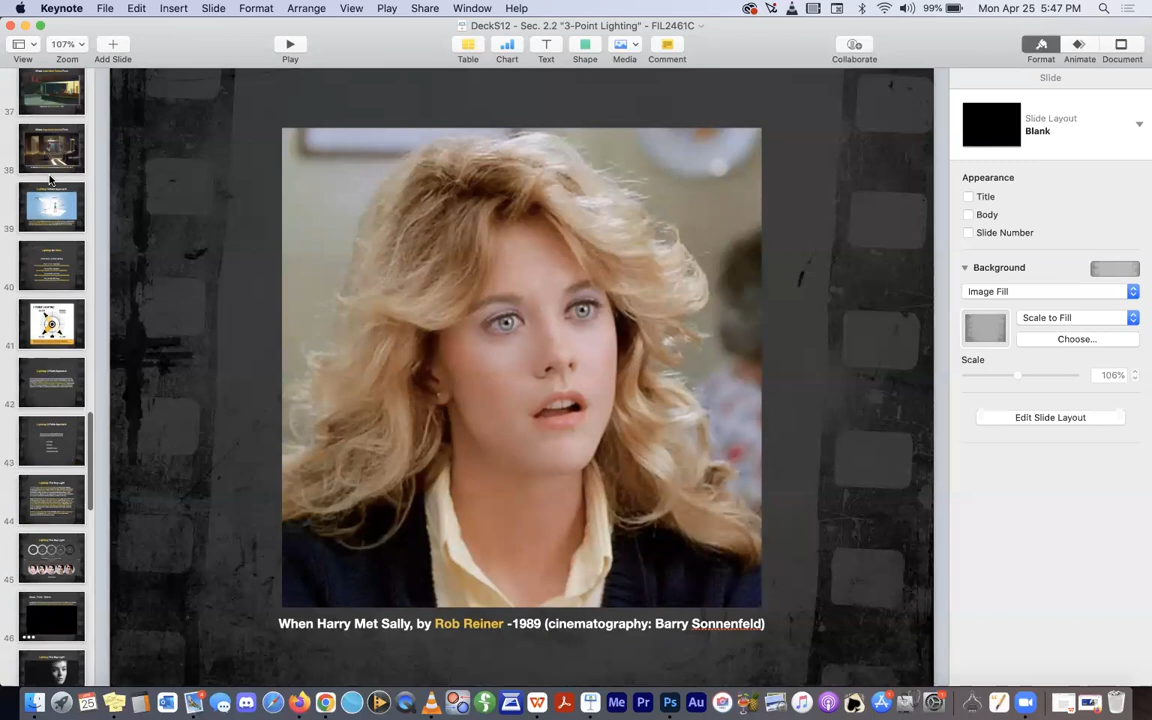 Keynote File Edit Insert Slide Format Arrange View Play Share Window Help 99% Mon Apr 25 5:47 PM
DeckS12 - Sec. 2.2 "3-Point Lighting" - FIL2461C
107%
View Zoom Add Slide Play Table Chart Text Shape Media Comment Collaborate Format Animate Document
Slide
Slide Layout
Blank
Appearance
Title
Body
Slide Number
Background
Image Fill
Scale to Fill
Choose...
Scale
106%
Edit Slide Layout
37
38
39
40
41
42
43
44
45
46
When Harry Met Sally, by Rob Reiner -1989 (cinematography: Barry Sonnenfeld)